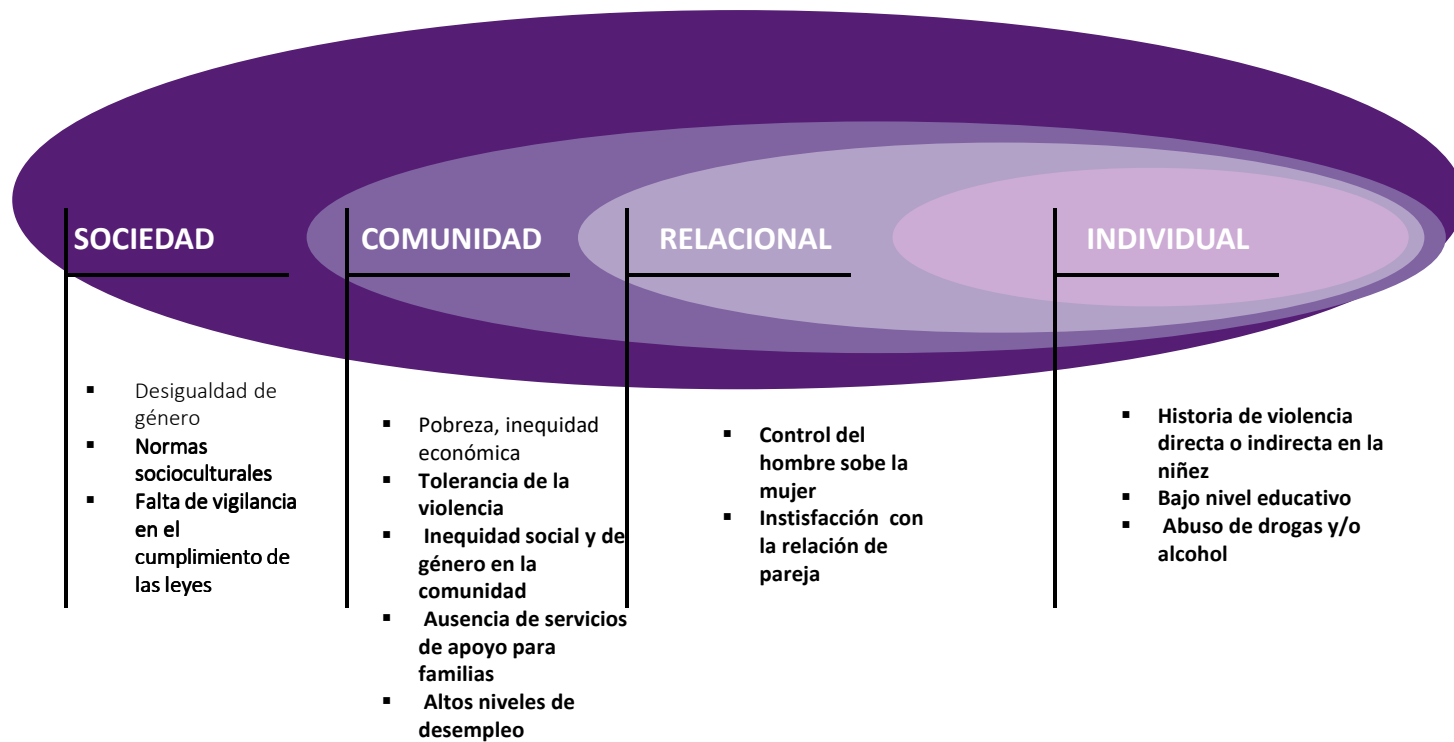 SOCIEDAD
▪ Desigualdad de
género
▪ Normas
socioculturales
▪ Falta de vigilancia
en el
cumplimiento de
las leyes
COMUNIDAD
▪ Pobreza, inequidad
económica
▪ Tolerancia de la
violencia
▪ Inequidad social y de
género en la
comunidad
▪ Ausencia de servicios
de apoyo para
familias
▪ Altos niveles de
desempleo
RELACIONAL
▪ Control del
hombre sobe la
mujer
▪ Instisfacción con
la relación de
pareja
INDIVIDUAL
▪ Historia de violencia
directa o indirecta en la
niñez
▪ Bajo nivel educativo
▪ Abuso de drogas y/o
alcohol